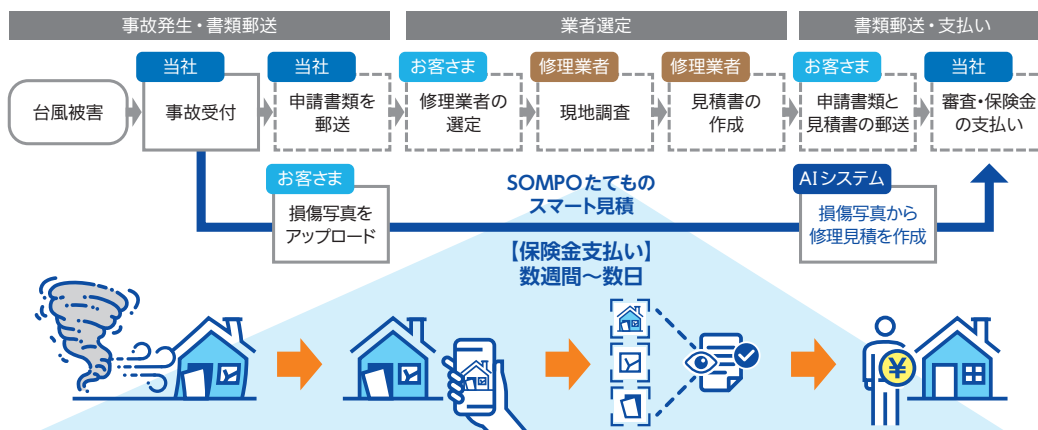 事故発生・書類郵送
業者選定
書類郵送・支払い
台風被害
当社
事故受付
当社
申請書類を
郵送
お客さま
修理業者の
選定
修理業者
現地調査
修理業者
見積書の
作成
お客さま
申請書類と
見積書の郵送
当社
審査・保険金
の支払い
お客さま
損傷写真を
アップロード
SOMPOたてもの
スマート見積
AIシステム
損傷写真から
修理見積を作成
【保険金支払い】
数週間~数日
¥